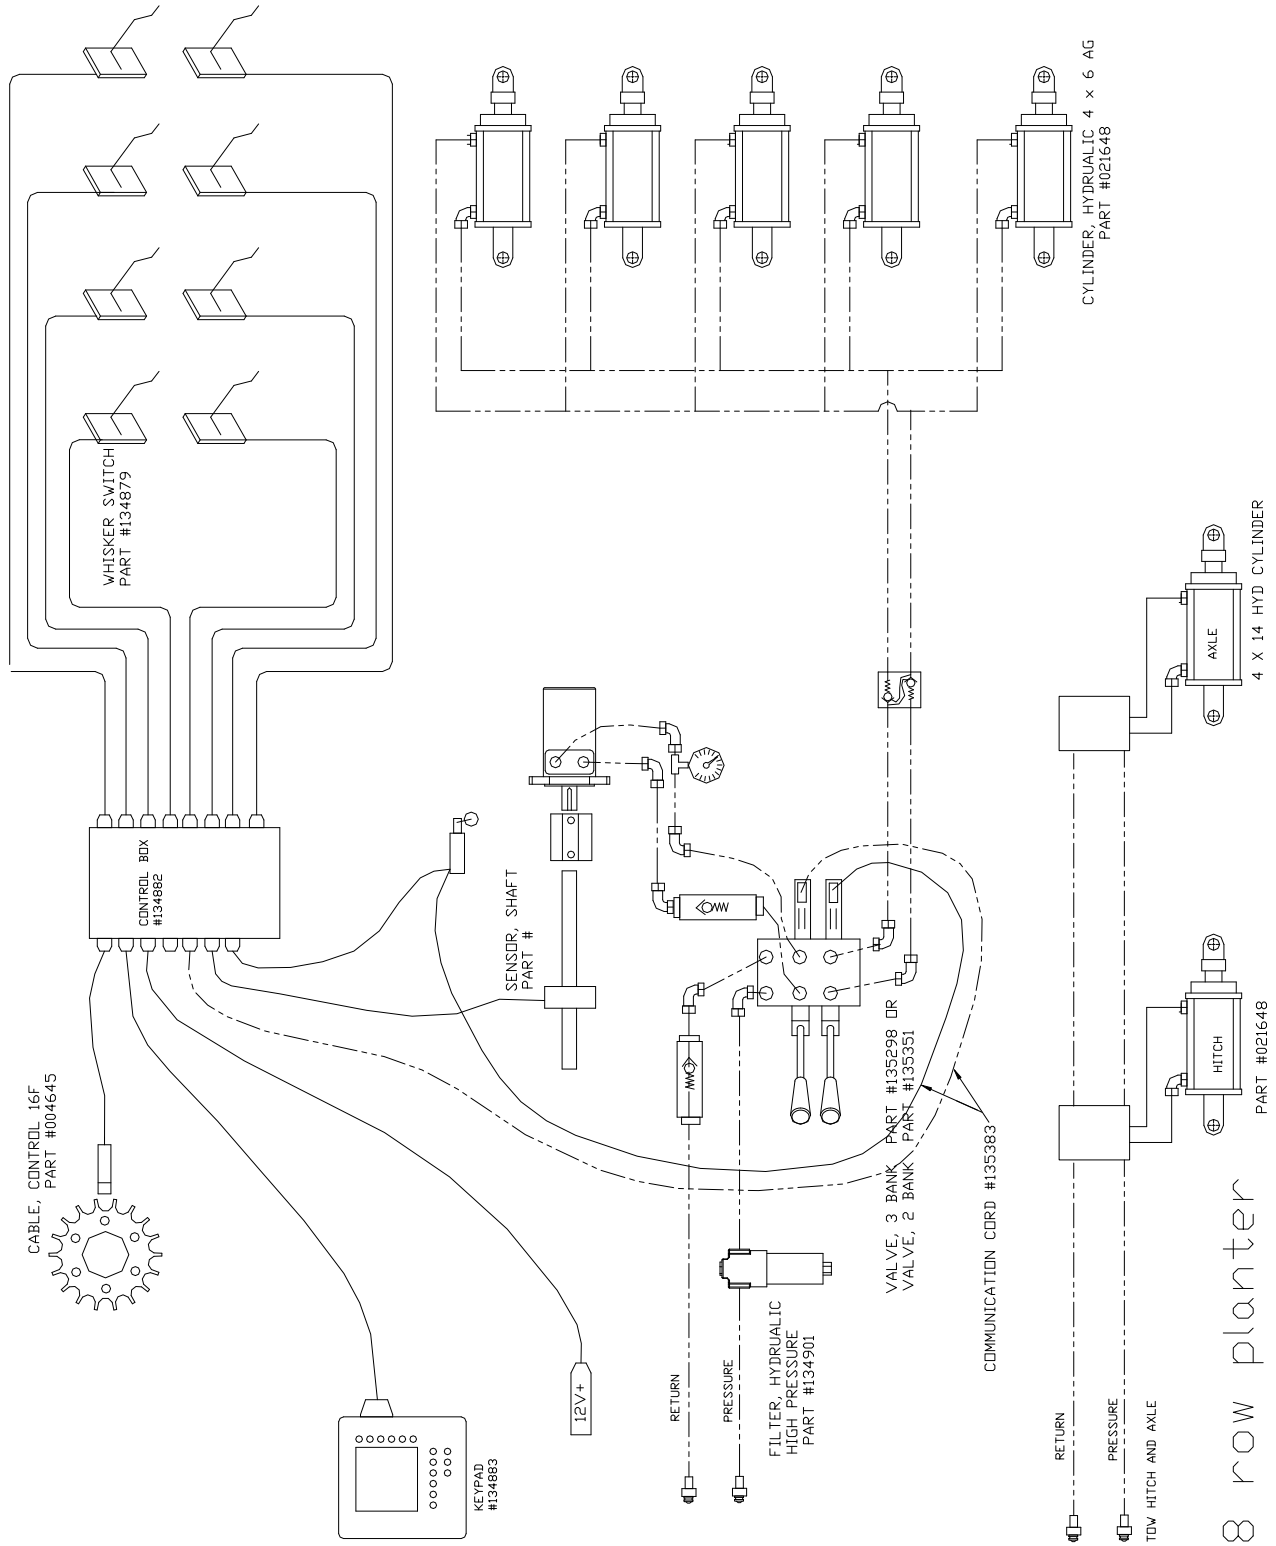 WHISKER SWITCH
PART #134879
CYLINDER, HYDRUALIC 4 x 6 AG
PART #021648
CONTROL BOX
#134882
SENSOR, SHAFT
PART #
CABLE, CONTROL 16F
PART #004645
KEYPAD
#134883
12V+
RETURN
PRESSURE
FILTER, HYDRUALIC
HIGH PRESSURE
PART #134901
VALVE, 3 BANK PART #135298 OR
VALVE, 2 BANK PART #135351
COMMUNICATION CORD #135383
AXLE
4 X 14 HYD CYLINDER
HITCH
PART #021648
RETURN
PRESSURE
TOW HITCH AND AXLE
8 row planter